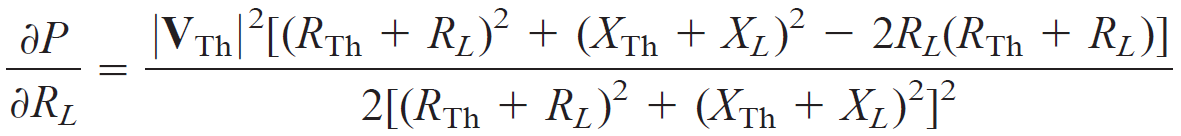 ∂P/∂R_L = |V_Th|²[(R_Th + R_L)² + (X_Th + X_L)² − 2R_L(R_Th + R_L)] / 2[(R_Th + R_L)² + (X_Th + X_L)²]²